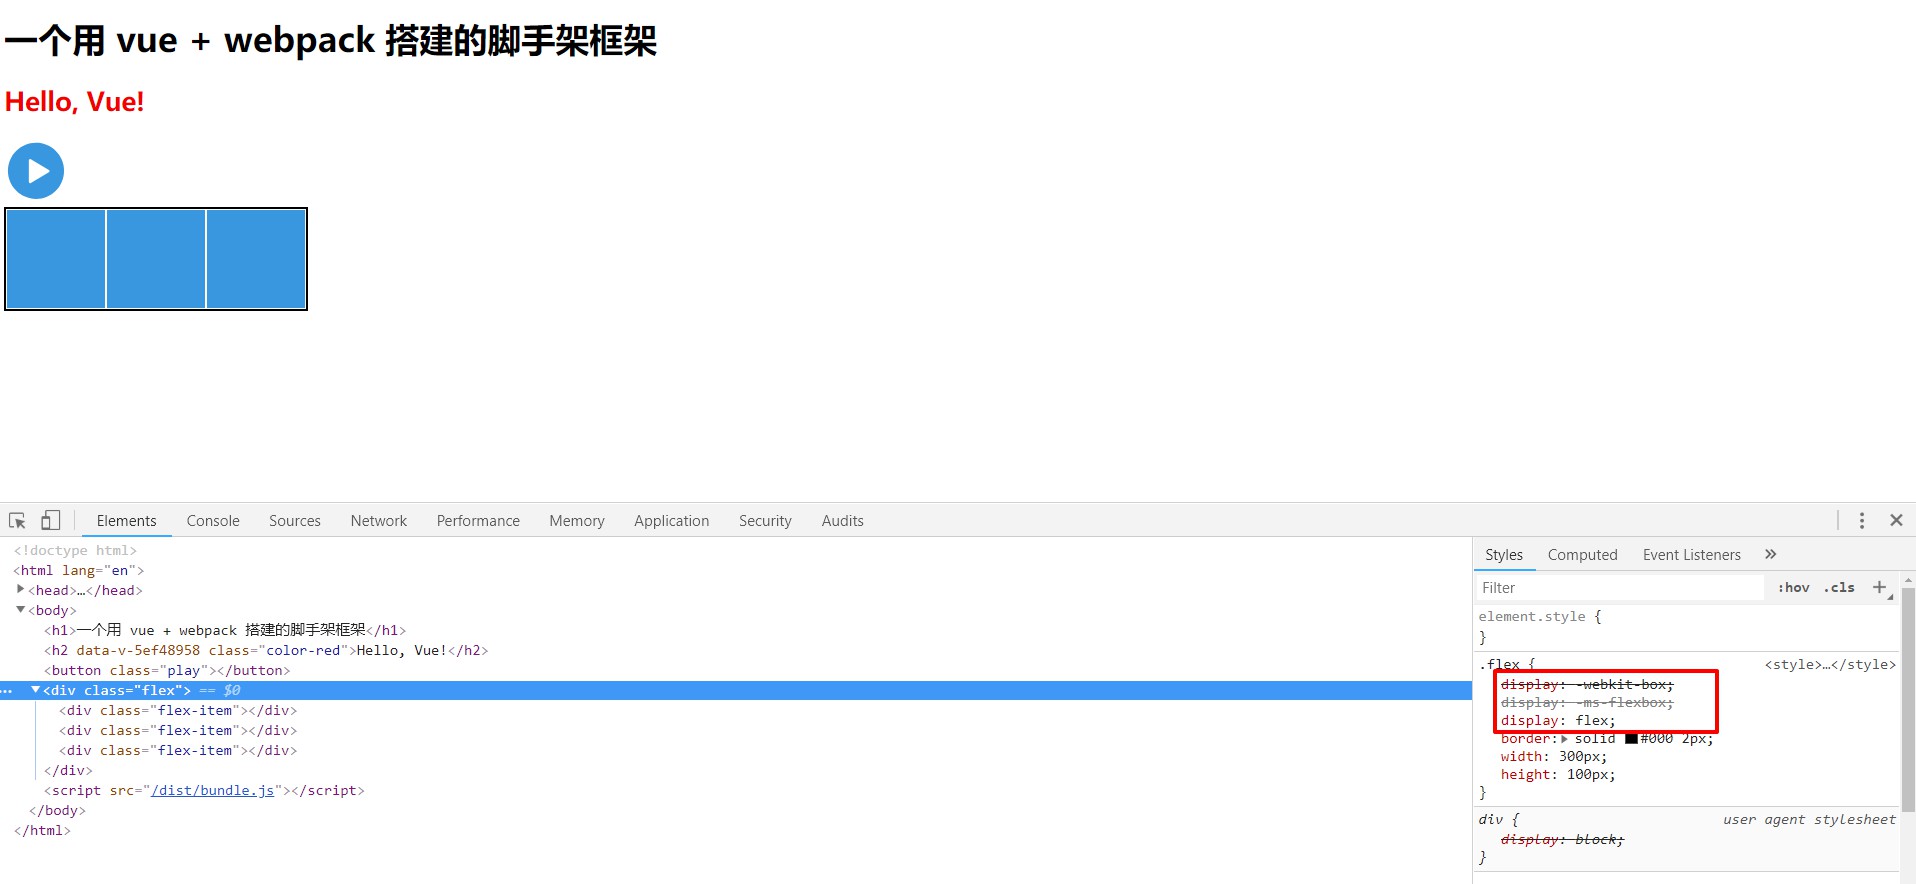 一个用 vue + webpack 搭建的脚手架框架
Hello, Vue!
Elements Console Sources Network Performance Memory Application Security Audits
<!doctype html>
<html lang="en">
<head>…</head>
<body>
<h1>一个用 vue + webpack 搭建的脚手架框架</h1>
<h2 data-v-5ef48958 class="color-red">Hello, Vue!</h2>
<button class="play"></button>
<div class="flex"> == $0
<div class="flex-item"></div>
<div class="flex-item"></div>
<div class="flex-item"></div>
</div>
<script src="/dist/bundle.js"></script>
</body>
</html>
Styles Computed Event Listeners »
Filter :hov .cls +
element.style {
}
.flex { <style>…</style>
display: -webkit-box;
display: -ms-flexbox;
display: flex;
border: solid #000 2px;
width: 300px;
height: 100px;
}
div { user agent stylesheet
display: block;
}